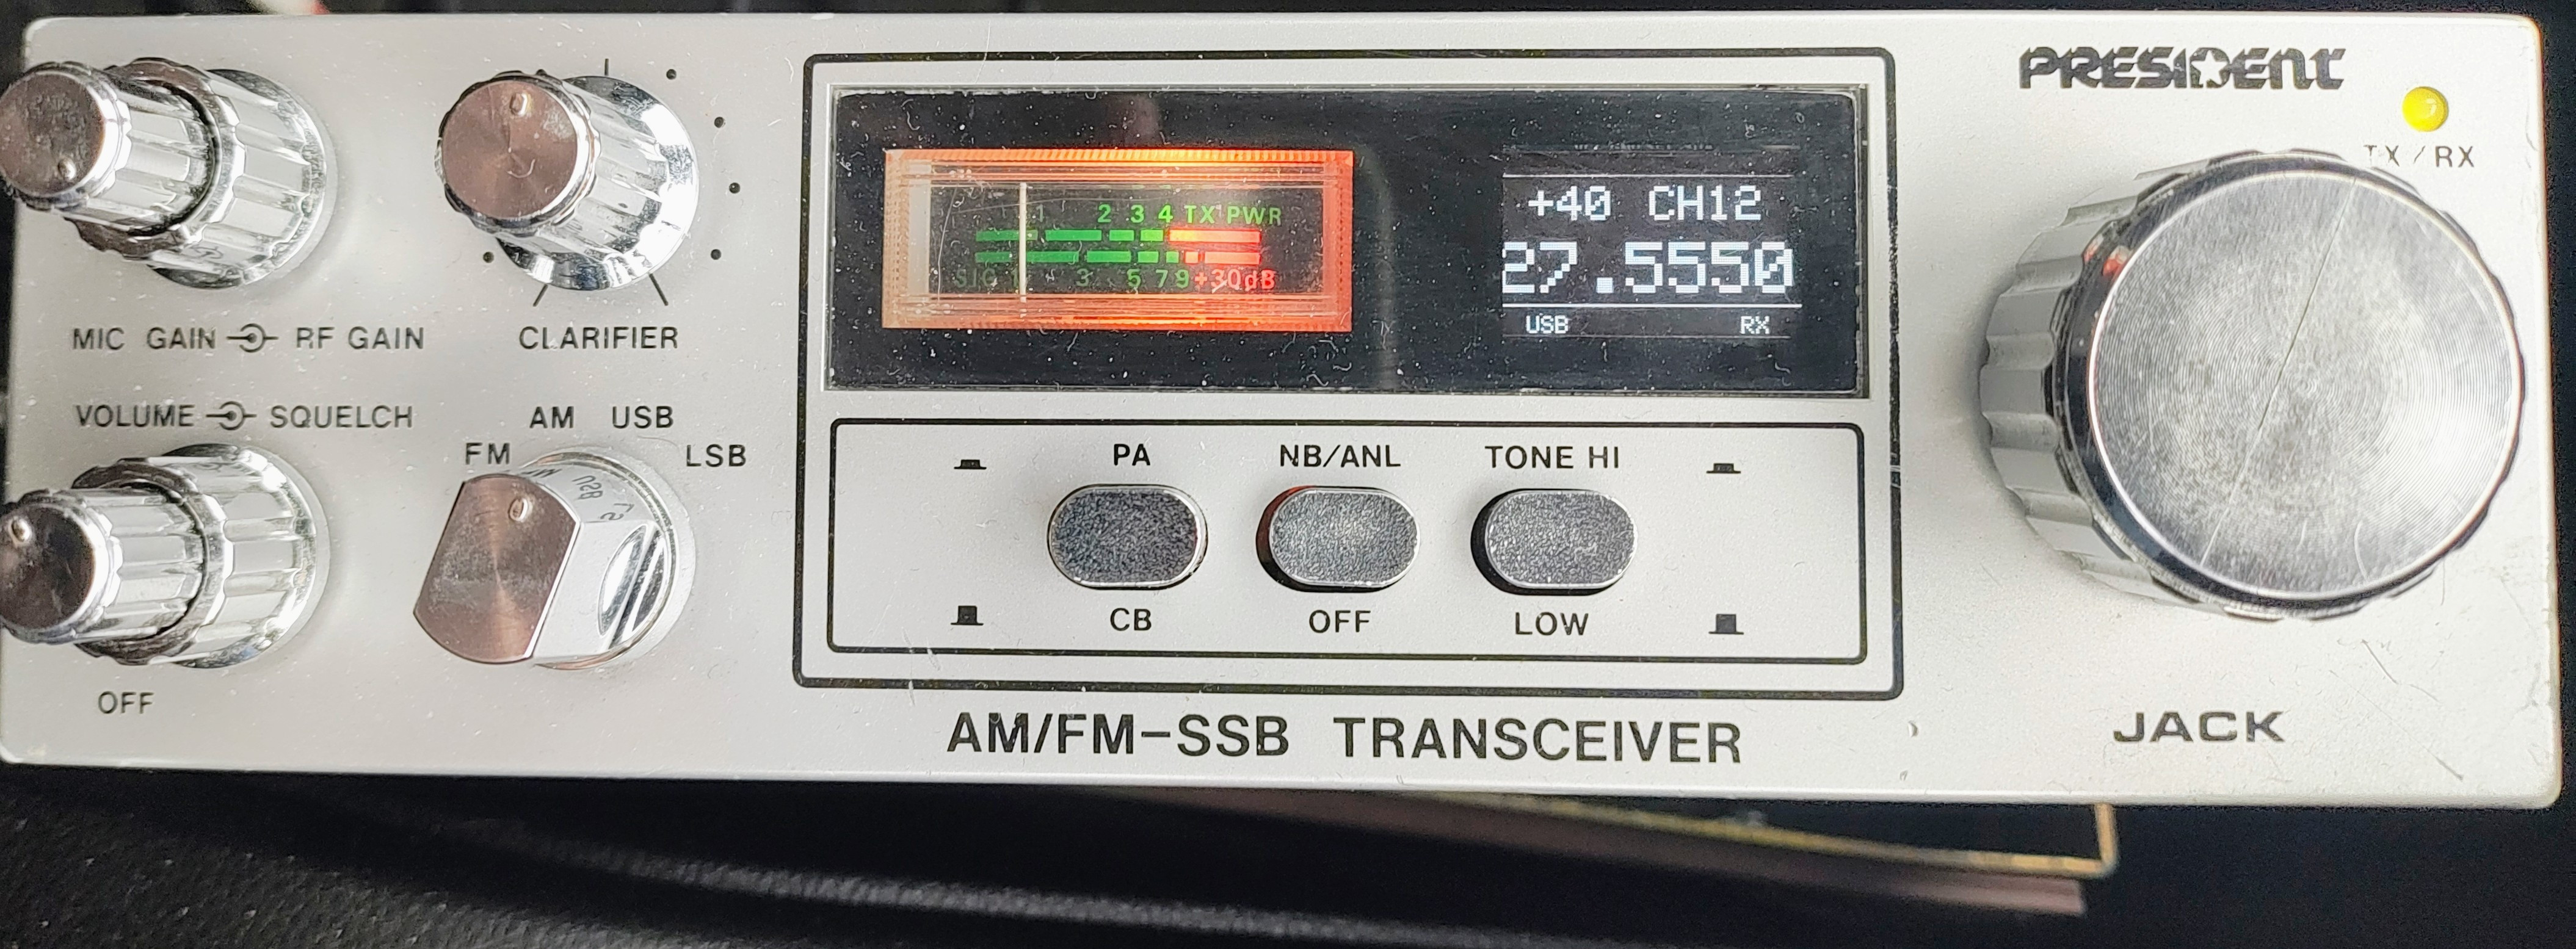 PRESIDENT
TX / RX
MIC GAIN RF GAIN
CLARIFIER
1 2 3 4 TX PWR
SIG 3 5 7 9 +30dB
+40 CH12
27.5550
USB RX
VOLUME SQUELCH
OFF
FM AM USB LSB
PA NB/ANL TONE HI
CB OFF LOW
AM/FM-SSB TRANSCEIVER
JACK